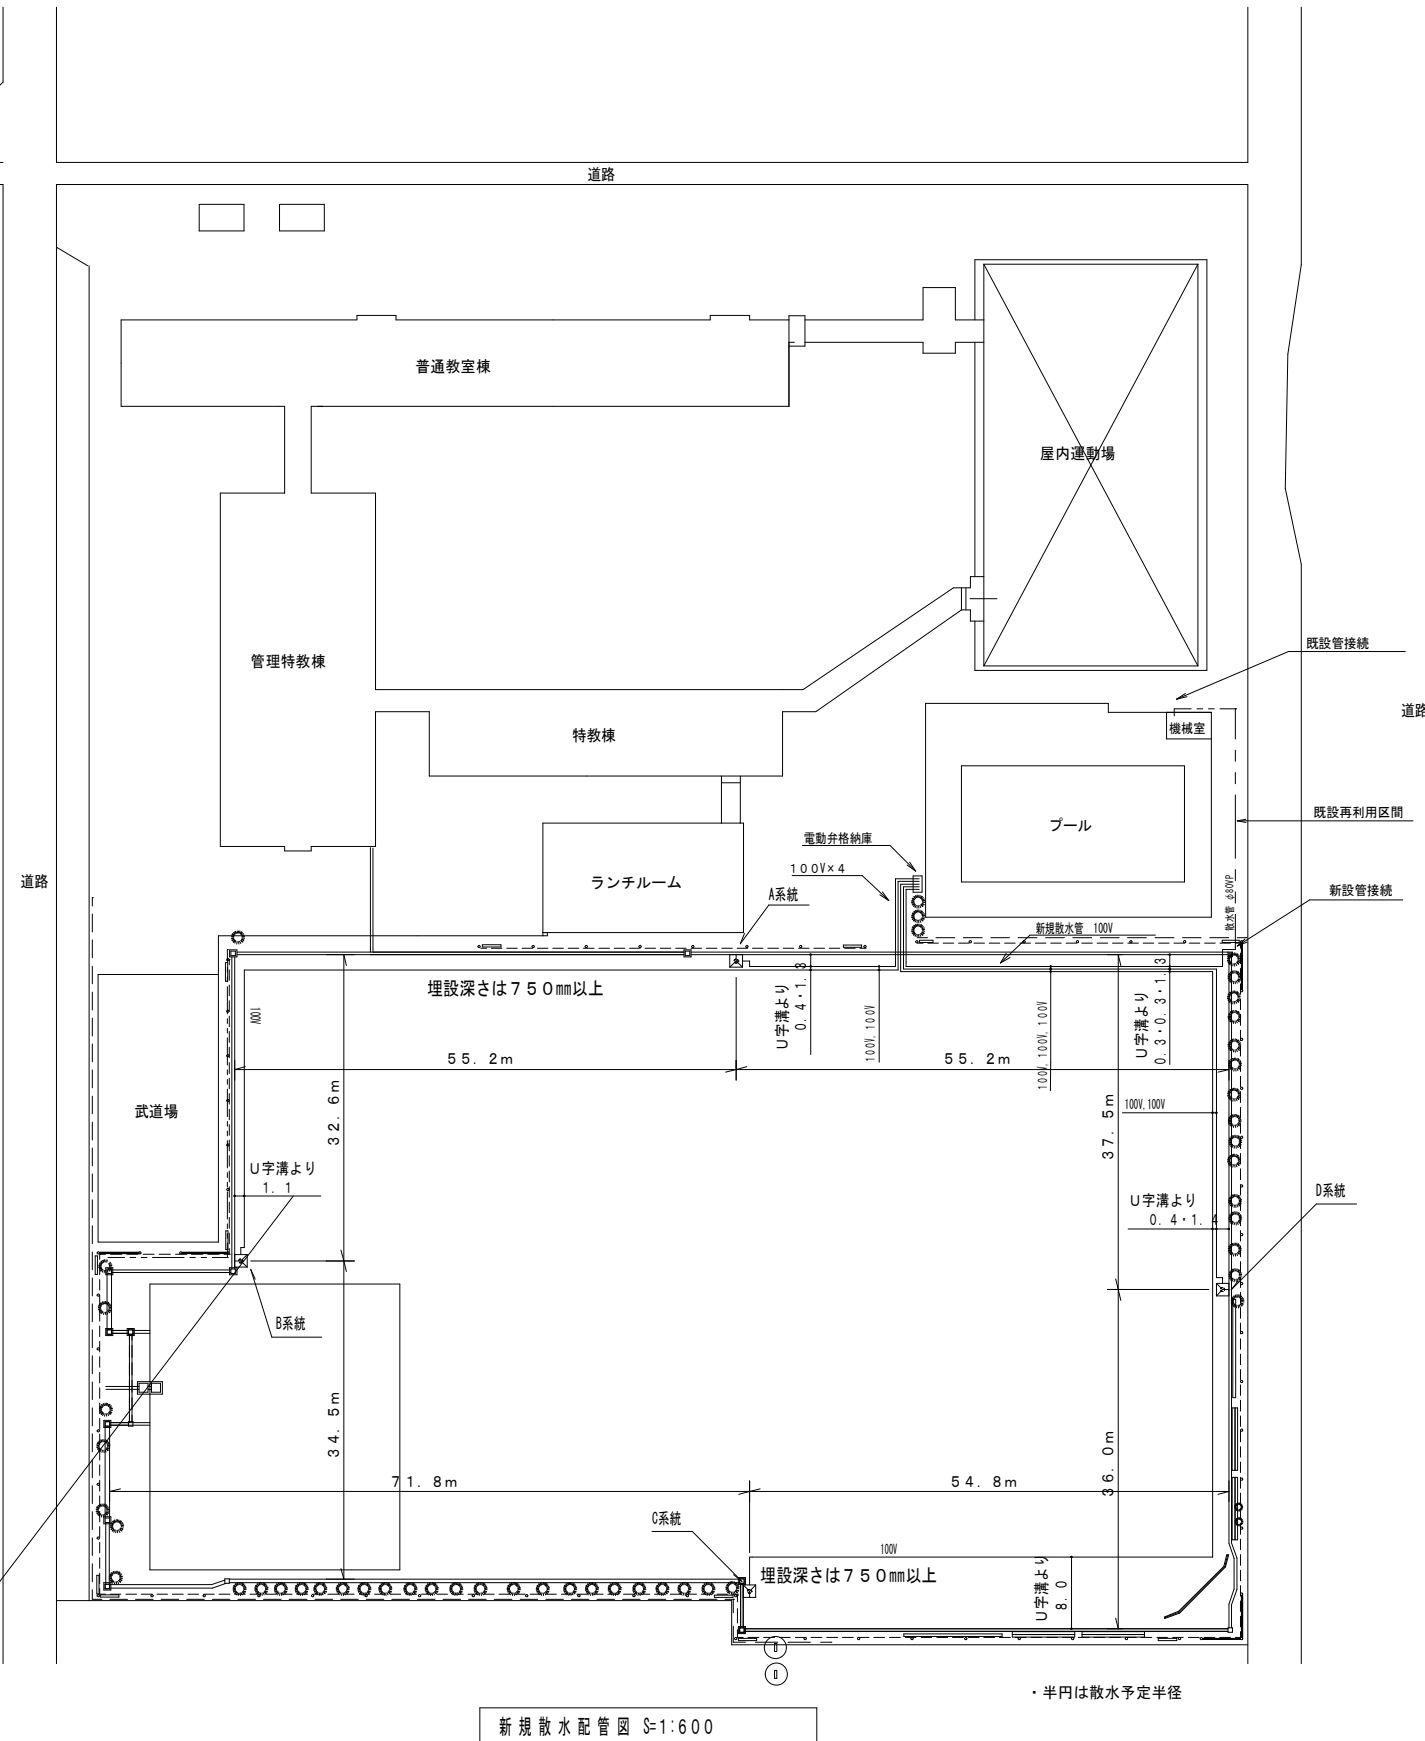 道路
普通教室棟
屋内運動場
管理特教棟
既設管接続
道路
特教棟
機械室
既設再利用区間
プール
電動弁格納庫
100V×4
ランチルーム
A系統
道路
新設管接続
散水管 φ80VP
新規散水管 100V
埋設深さは750㎜以上
U字溝より
0.4・1.3
100V,100V
100V,100V,100V
U字溝より
0.3・0.3・1.3
100V
55.2m
55.2m
武道場
32.6m
37.5m
100V,100V
U字溝より
1.1
U字溝より
0.4・1.4
D系統
B系統
34.5m
36.0m
71.8m
54.8m
C系統
100V
埋設深さは750㎜以上
U字溝より
8.0
・半円は散水予定半径
新規散水配管図 S=1:600